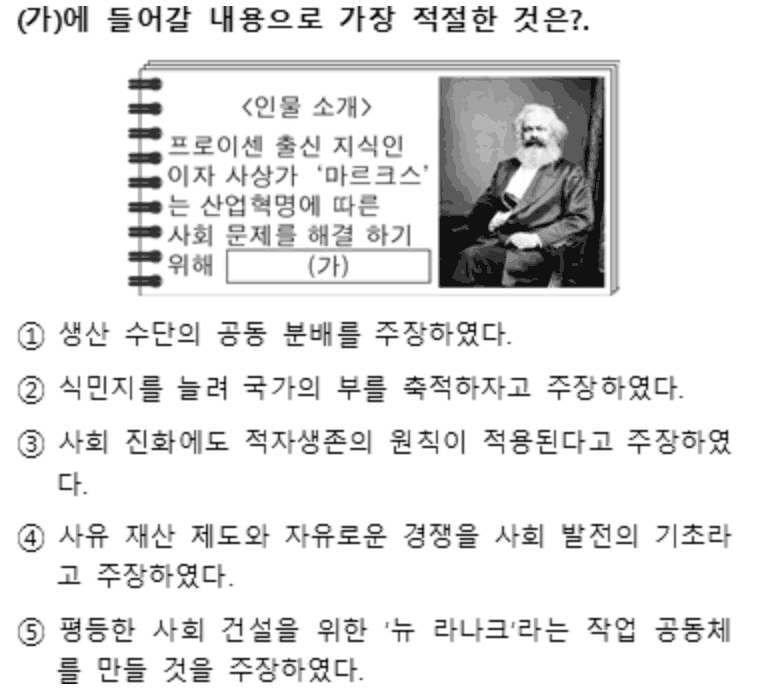 (가)에 들어갈 내용으로 가장 적절한 것은?.
<인물 소개>
프로이센 출신 지식인
이자 사상가 '마르크스'
는 산업혁명에 따른
사회 문제를 해결 하기
위해 (가)
① 생산 수단의 공동 분배를 주장하였다.
② 식민지를 늘려 국가의 부를 축적하자고 주장하였다.
③ 사회 진화에도 적자생존의 원칙이 적용된다고 주장하였
다.
④ 사유 재산 제도와 자유로운 경쟁을 사회 발전의 기초라
고 주장하였다.
⑤ 평등한 사회 건설을 위한 '뉴 라나크'라는 작업 공동체
를 만들 것을 주장하였다.